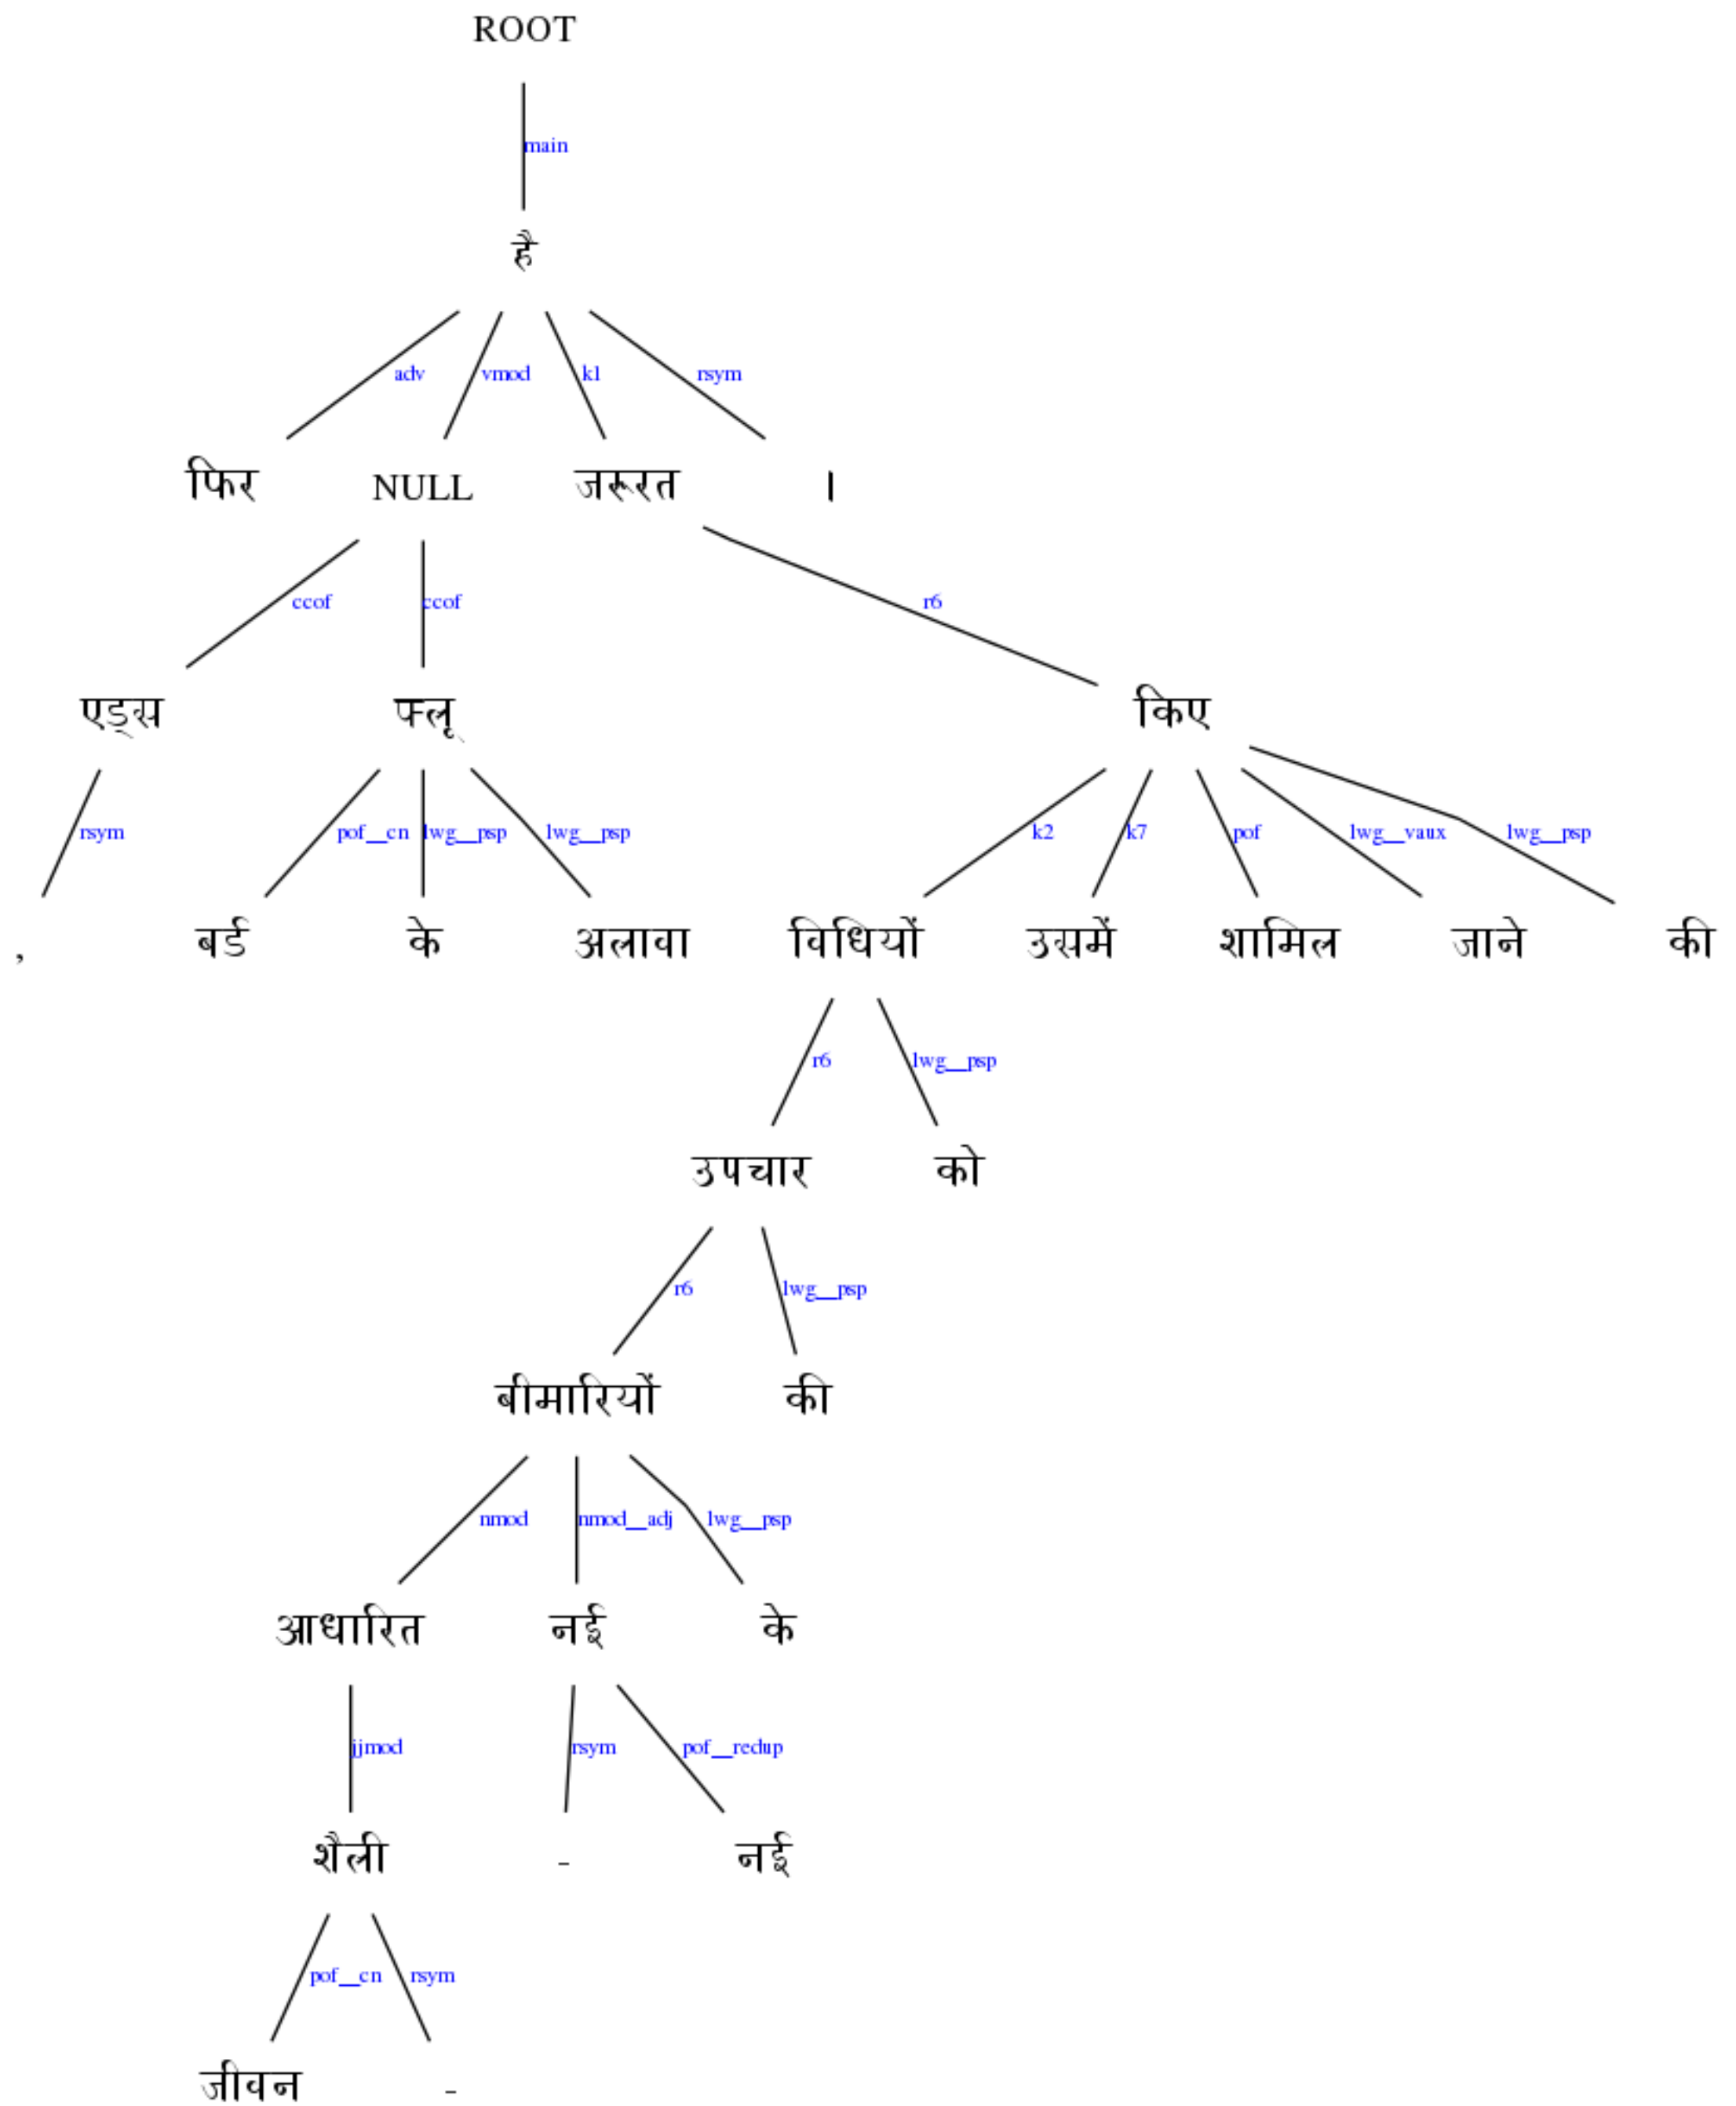 ROOT
main
है
adv vmod k1 rsym
फिर NULL जरूरत ।
ccof ccof r6
एड्स फ्लू किए
rsym pof__cn lwg__psp lwg__psp k2 k7 pof lwg__vaux lwg__psp
, बर्ड के अलावा विधियों उसमें शामिल जाने की
r6 lwg__psp
उपचार को
r6 lwg__psp
बीमारियों की
nmod nmod__adj lwg__psp
आधारित नई के
jjmod rsym pof__redup
शैली - नई
pof__cn rsym
जीवन -